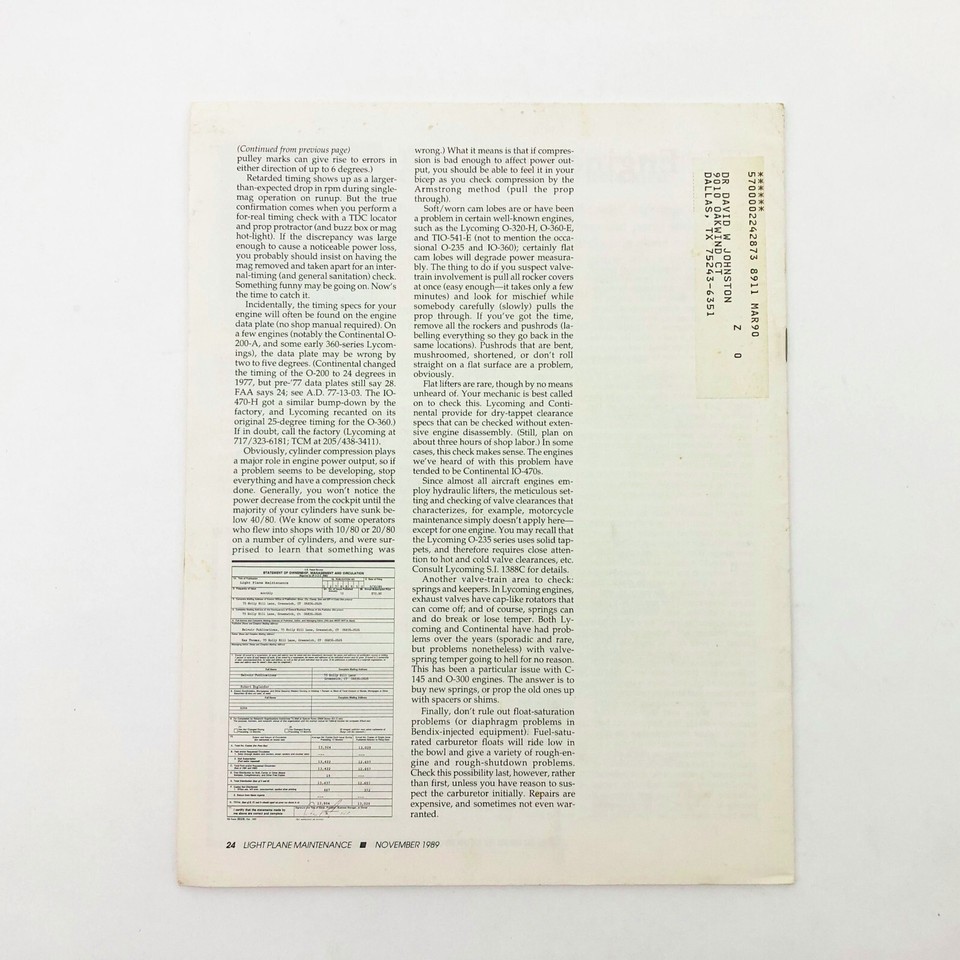 (Continued from previous page)
pulley marks can give rise to errors in
either direction of up to 6 degrees.)
Retarded timing shows up as a larger-
than-expected drop in rpm during single-
mag operation on runup. But the true
confirmation comes when you perform a
for-real timing check with a TDC locator
and prop protractor (and buzz box or mag
hot-light). If the discrepancy was large
enough to cause a noticeable power loss,
you probably should insist on having the
mag removed and taken apart for an inter-
nal-timing (and general sanitation) check.
Something funny may be going on. Now's
the time to catch it.
Incidentally, the timing specs for your
engine will often be found on the engine
data plate (no shop manual required). On
a few engines (notably the Continental O-
200-A, and some early 360-series Lycom-
ings), the data plate may be wrong by
two to five degrees. (Continental changed
the timing of the O-200 to 24 degrees in
1977, but pre-'77 data plates still say 28.
FAA says 24; see A.D. 77-13-03. The IO-
470-H got a similar bump-down by the
factory, and Lycoming recanted on its
original 25-degree timing for the O-360.)
If in doubt, call the factory (Lycoming at
717/323-6181; TCM at 205/438-3411).
Obviously, cylinder compression plays
a major role in engine power output, so if
a problem seems to be developing, stop
everything and have a compression check
done. Generally, you won't notice the
power decrease from the cockpit until the
majority of your cylinders have sunk be-
low 40/80. (We know of some operators
who flew into shops with 10/80 or 20/80
on a number of cylinders, and were sur-
prised to learn that something was
STATEMENT OF OWNERSHIP, MANAGEMENT AND CIRCULATION
Light Plane Maintenance
wrong.) What it means is that if compres-
sion is bad enough to affect power out-
put, you should be able to feel it in your
bicep as you check compression by the
Armstrong method (pull the prop
through).
Soft/worn cam lobes are or have been
a problem in certain well-known engines,
such as the Lycoming O-320-H, O-360-E,
and TIO-541-E (not to mention the occa-
sional O-235 and IO-360); certainly flat
cam lobes will degrade power measura-
bly. The thing to do if you suspect valve-
train involvement is pull all rocker covers
at once (easy enough—it takes only a few
minutes) and look for mischief while
somebody carefully (slowly) pulls the
prop through. If you've got the time,
remove all the rockers and pushrods (la-
belling everything so they go back in the
same locations). Pushrods that are bent,
mushroomed, shortened, or don't roll
straight on a flat surface are a problem,
obviously.
Flat lifters are rare, though by no means
unheard of. Your mechanic is best called
on to check this. Lycoming and Conti-
nental provide for dry-tappet clearance
specs that can be checked without exten-
sive engine disassembly. (Still, plan on
about three hours of shop labor.) In some
cases, this check makes sense. The engines
we've heard of with this problem have
tended to be Continental IO-470s.
Since almost all aircraft engines em-
ploy hydraulic lifters, the meticulous set-
ting and checking of valve clearances that
characterizes, for example, motorcycle
maintenance simply doesn't apply here—
except for one engine. You may recall that
the Lycoming O-235 series uses solid tap-
pets, and therefore requires close atten-
tion to hot and cold valve clearances, etc.
Consult Lycoming S.I. 1388C for details.
Another valve-train area to check:
springs and keepers. In Lycoming engines,
exhaust valves have cap-like rotators that
can come off; and of course, springs can
and do break or lose temper. Both Ly-
coming and Continental have had prob-
lems over the years (sporadic and rare,
but problems nonetheless) with valve-
spring temper going to hell for no reason.
This has been a particular issue with C-
145 and O-300 engines. The answer is to
buy new springs, or prop the old ones up
with spacers or shims.
Finally, don't rule out float-saturation
problems (or diaphragm problems in
Bendix-injected equipment). Fuel-satu-
rated carburetor floats will ride low in
the bowl and give a variety of rough-en-
gine and rough-shutdown problems.
Check this possibility last, however, rather
than first, unless you have reason to sus-
pect the carburetor initially. Repairs are
expensive, and sometimes not even war-
ranted.
******
5700002242873 8911 MAR90
Z 0
DR DAVID W JOHNSTON
9010 OAKWIND CT
DALLAS, TX 75243-6351
24 LIGHT PLANE MAINTENANCE ■ NOVEMBER 1989